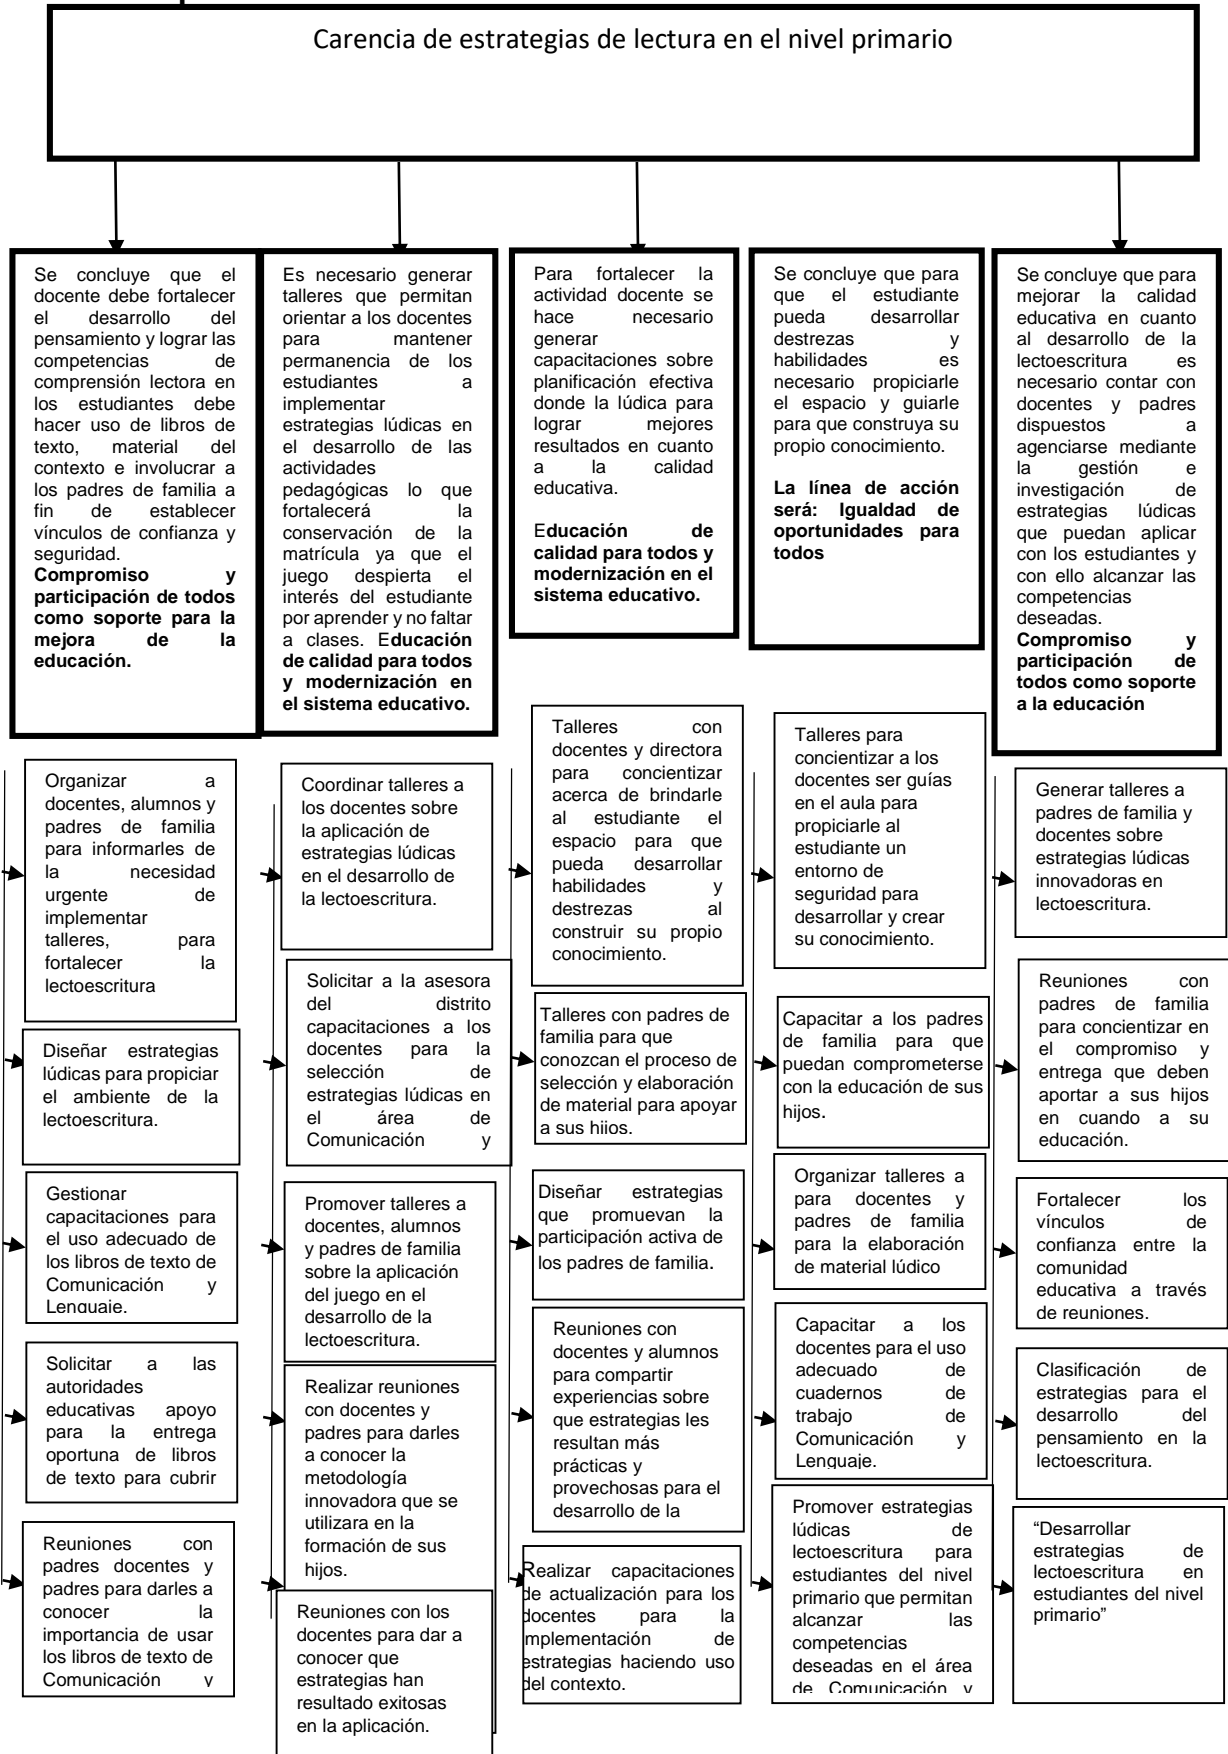 Carencia de estrategias de lectura en el nivel primario
Se concluye que el
docente debe fortalecer
el desarrollo del
pensamiento y lograr las
competencias de
comprensión lectora en
los estudiantes debe
hacer uso de libros de
texto, material del
contexto e involucrar a
los padres de familia a
fin de establecer
vínculos de confianza y
seguridad.
Compromiso y
participación de todos
como soporte para la
mejora de la
educación.
Es necesario generar
talleres que permitan
orientar a los docentes
para mantener
permanencia de los
estudiantes a
implementar
estrategias lúdicas en
el desarrollo de las
actividades
pedagógicas lo que
fortalecerá la
conservación de la
matrícula ya que el
juego despierta el
interés del estudiante
por aprender y no faltar
a clases. Educación
de calidad para todos
y modernización en
el sistema educativo.
Para fortalecer la
actividad docente se
hace necesario
generar
capacitaciones sobre
planificación efectiva
donde la lúdica para
lograr mejores
resultados en cuanto
a la calidad
educativa.
Educación de
calidad para todos y
modernización en el
sistema educativo.
Se concluye que para
que el estudiante
pueda desarrollar
destrezas y
habilidades es
necesario propiciarle
el espacio y guiarle
para que construya su
propio conocimiento.
La línea de acción
será: Igualdad de
oportunidades para
todos
Se concluye que para
mejorar la calidad
educativa en cuanto
al desarrollo de la
lectoescritura es
necesario contar con
docentes y padres
dispuestos a
agenciarse mediante
la gestión e
investigación de
estrategias lúdicas
que puedan aplicar
con los estudiantes y
con ello alcanzar las
competencias
deseadas.
Compromiso y
participación de
todos como soporte
a la educación
Organizar a
docentes, alumnos y
padres de familia
para informarles de
la necesidad
urgente de
implementar
talleres, para
fortalecer la
lectoescritura
Diseñar estrategias
lúdicas para propiciar
el ambiente de la
lectoescritura.
Gestionar
capacitaciones para
el uso adecuado de
los libros de texto de
Comunicación y
Lenguaje.
Solicitar a las
autoridades
educativas apoyo
para la entrega
oportuna de libros
de texto para cubrir
Reuniones con
padres docentes y
padres para darles a
conocer la
importancia de usar
los libros de texto de
Comunicación y
Coordinar talleres a
los docentes sobre
la aplicación de
estrategias lúdicas
en el desarrollo de
la lectoescritura.
Solicitar a la asesora
del distrito
capacitaciones a los
docentes para la
selección de
estrategias lúdicas en
el área de
Comunicación y
Promover talleres a
docentes, alumnos
y padres de familia
sobre la aplicación
del juego en el
desarrollo de la
lectoescritura.
Realizar reuniones
con docentes y
padres para darles
a conocer la
metodología
innovadora que se
utilizara en la
formación de sus
hijos.
Reuniones con los
docentes para dar a
conocer que
estrategias han
resultado exitosas
en la aplicación.
Talleres con
docentes y directora
para concientizar
acerca de brindarle
al estudiante el
espacio para que
pueda desarrollar
habilidades y
destrezas al
construir su propio
conocimiento.
Talleres con padres de
familia para que
conozcan el proceso de
selección y elaboración
de material para apoyar
a sus hijos.
Diseñar estrategias
que promuevan la
participación activa de
los padres de familia.
Reuniones con
docentes y alumnos
para compartir
experiencias sobre
que estrategias les
resultan más
prácticas y
provechosas para el
desarrollo de la
Realizar capacitaciones
de actualización para los
docentes para la
implementación de
estrategias haciendo uso
del contexto.
Talleres para
concientizar a los
docentes ser guías
en el aula para
propiciarle al
estudiante un
entorno de
seguridad para
desarrollar y crear
su conocimiento.
Capacitar a los padres
de familia para que
puedan comprometerse
con la educación de sus
hijos.
Organizar talleres a
para docentes y
padres de familia
para la elaboración
de material lúdico
Capacitar a los
docentes para el uso
adecuado de
cuadernos de
trabajo de
Comunicación y
Lenguaje.
Promover estrategias
lúdicas de
lectoescritura para
estudiantes del nivel
primario que permitan
alcanzar las
competencias
deseadas en el área
de Comunicación y
Generar talleres a
padres de familia y
docentes sobre
estrategias lúdicas
innovadoras en
lectoescritura.
Reuniones con
padres de familia
para concientizar en
el compromiso y
entrega que deben
aportar a sus hijos
en cuando a su
educación.
Fortalecer los
vínculos de
confianza entre la
comunidad
educativa a través
de reuniones.
Clasificación de
estrategias para el
desarrollo del
pensamiento en la
lectoescritura.
“Desarrollar
estrategias de
lectoescritura en
estudiantes del nivel
primario”